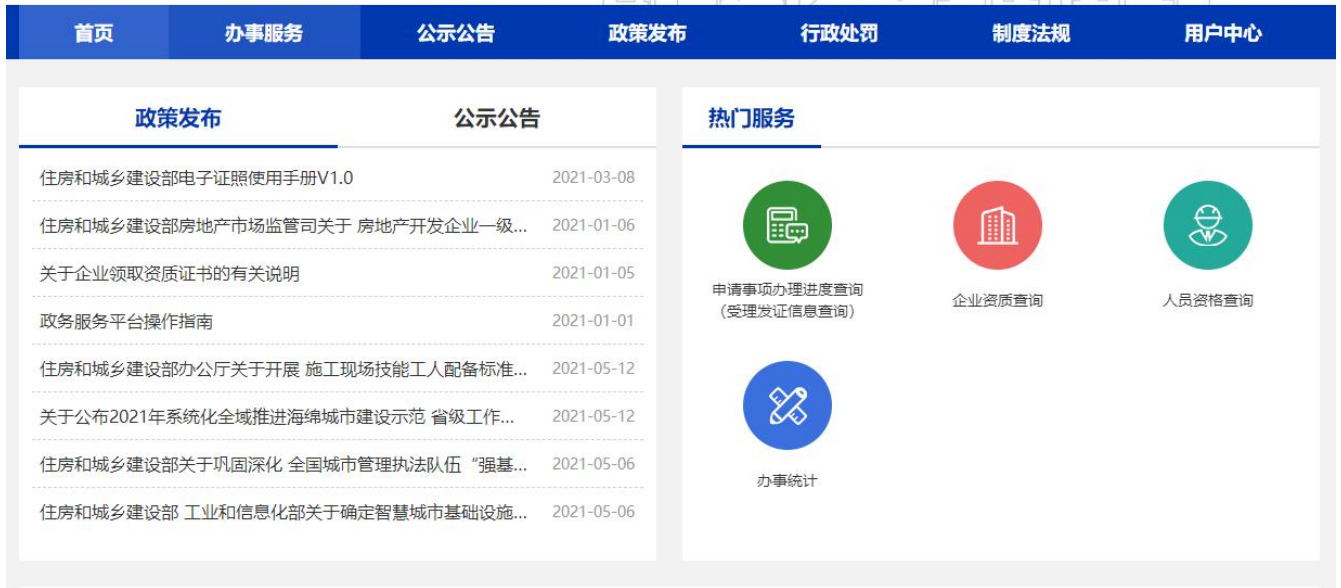 首页 办事服务 公示公告 政策发布 行政处罚 制度法规 用户中心
政策发布 公示公告
住房和城乡建设部电子证照使用手册V1.0 2021-03-08
住房和城乡建设部房地产市场监管司关于 房地产开发企业一级... 2021-01-06
关于企业领取资质证书的有关说明 2021-01-05
政务服务平台操作指南 2021-01-01
住房和城乡建设部办公厅关于开展 施工现场技能工人配备标准... 2021-05-12
关于公布2021年系统化全域推进海绵城市建设示范 省级工作... 2021-05-12
住房和城乡建设部关于巩固深化 全国城市管理执法队伍“强基... 2021-05-06
住房和城乡建设部 工业和信息化部关于确定智慧城市基础设施... 2021-05-06
热门服务
申请事项办理进度查询
（受理发证信息查询）
企业资质查询
人员资格查询
办事统计